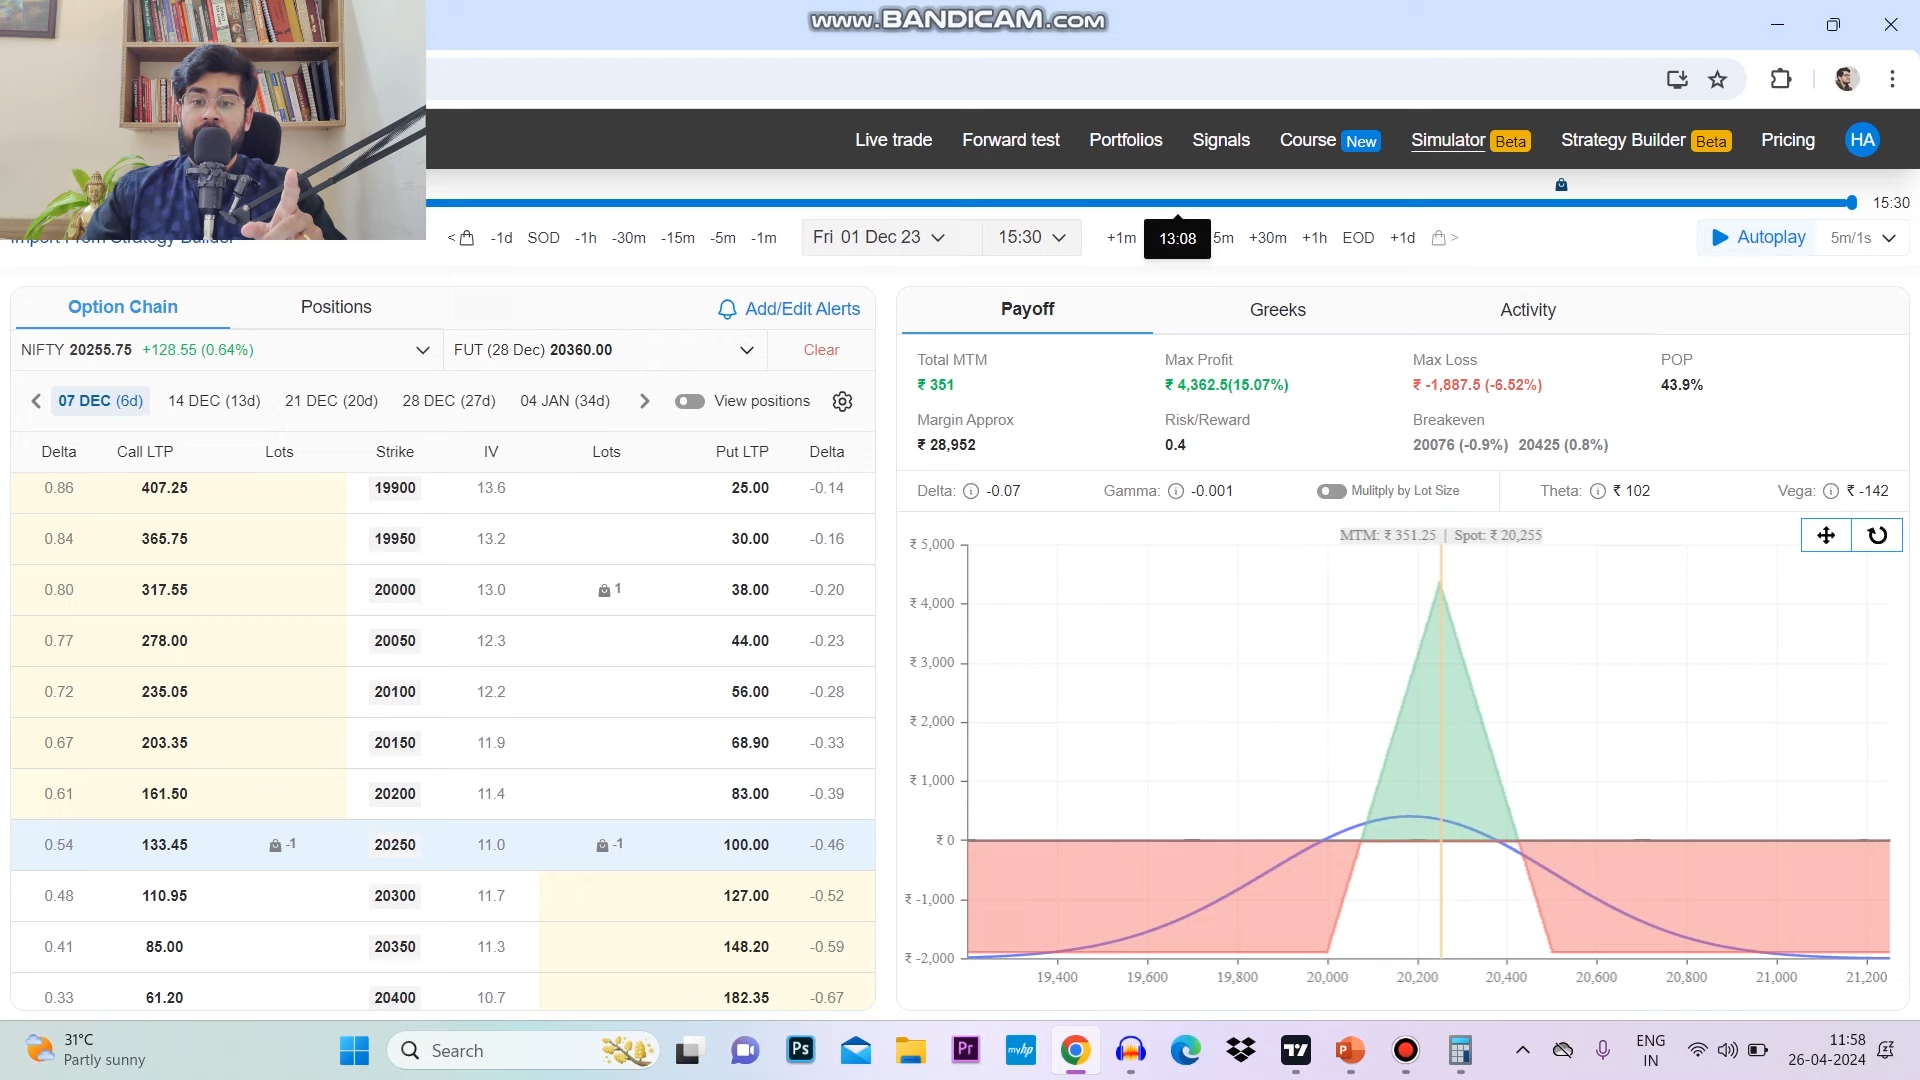 www.BANDICAM.com
Live trade Forward test Portfolios Signals Course New Simulator Beta Strategy Builder Beta Pricing HA
15:30
< -1d SOD -1h -30m -15m -5m -1m Fri 01 Dec 23 15:30 +1m 13:08 5m +30m +1h EOD +1d > Autoplay 5m/1s
Option Chain Positions Add/Edit Alerts
NIFTY 20255.75 +128.55 (0.64%) FUT (28 Dec) 20360.00 Clear
07 DEC (6d) 14 DEC (13d) 21 DEC (20d) 28 DEC (27d) 04 JAN (34d) View positions
Delta Call LTP Lots Strike IV Lots Put LTP Delta
0.86 407.25 19900 13.6 25.00 -0.14
0.84 365.75 19950 13.2 30.00 -0.16
0.80 317.55 20000 13.0 1 38.00 -0.20
0.77 278.00 20050 12.3 44.00 -0.23
0.72 235.05 20100 12.2 56.00 -0.28
0.67 203.35 20150 11.9 68.90 -0.33
0.61 161.50 20200 11.4 83.00 -0.39
0.54 133.45 -1 20250 11.0 -1 100.00 -0.46
0.48 110.95 20300 11.7 127.00 -0.52
0.41 85.00 20350 11.3 148.20 -0.59
0.33 61.20 20400 10.7 182.35 -0.67
Payoff Greeks Activity
Total MTM Max Profit Max Loss POP
₹ 351 ₹ 4,362.5(15.07%) ₹ -1,887.5 (-6.52%) 43.9%
Margin Approx Risk/Reward Breakeven
₹ 28,952 0.4 20076 (-0.9%) 20425 (0.8%)
Delta: -0.07 Gamma: -0.001 Mulitply by Lot Size Theta: ₹ 102 Vega: ₹ -142
MTM: ₹ 351.25 | Spot: ₹ 20,255
₹ 5,000
₹ 4,000
₹ 3,000
₹ 2,000
₹ 1,000
₹ 0
₹ -1,000
₹ -2,000
19,400 19,600 19,800 20,000 20,200 20,400 20,600 20,800 21,000 21,200
31°C
Partly sunny
Search
Ps
Pr
myhp
P
ENG
IN
11:58
26-04-2024